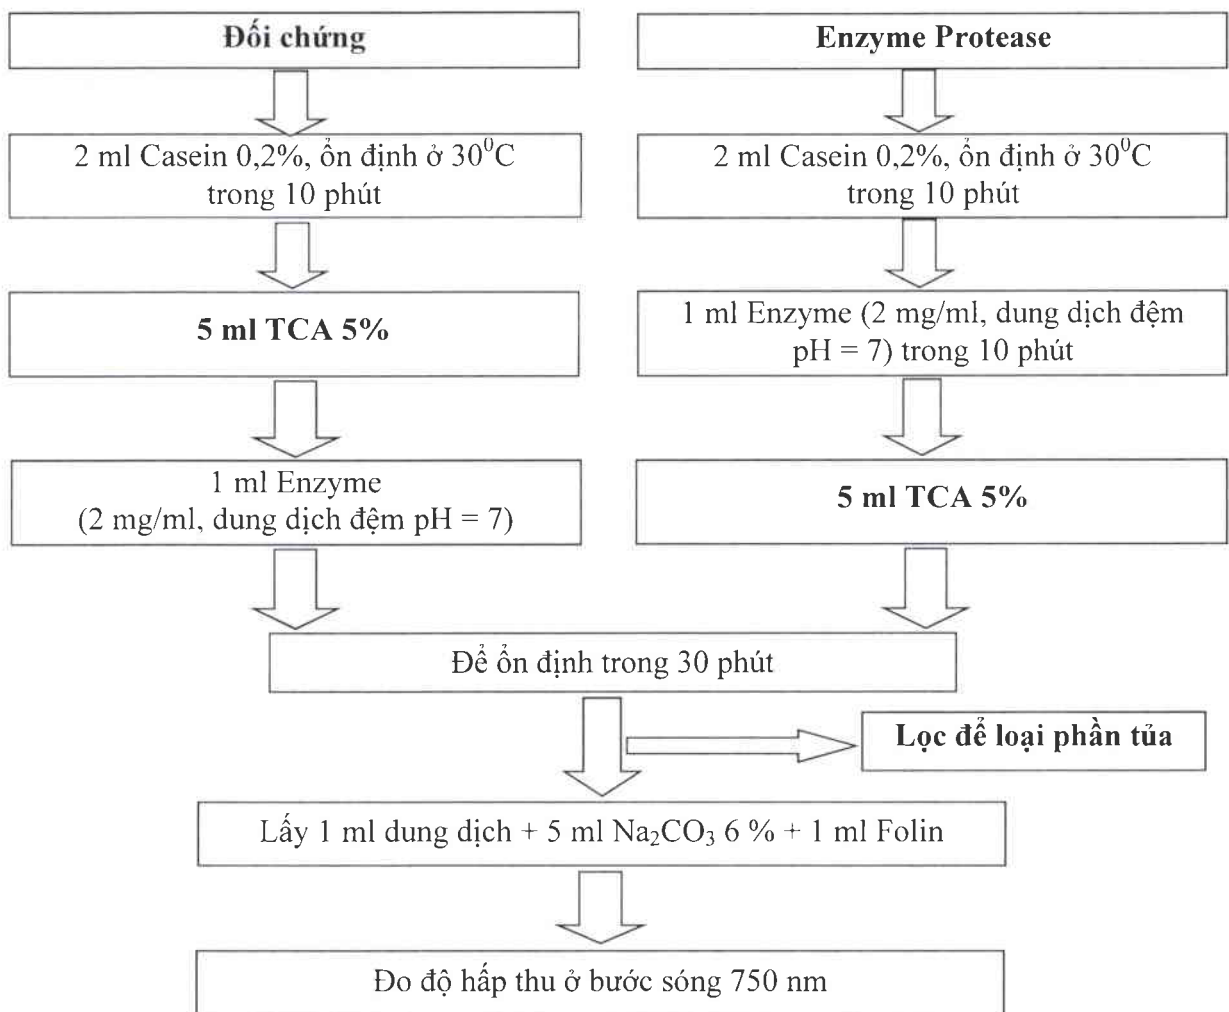 Đối chứng
Enzyme Protease
2 ml Casein 0,2%, ổn định ở 30⁰C
trong 10 phút
2 ml Casein 0,2%, ổn định ở 30⁰C
trong 10 phút
5 ml TCA 5%
1 ml Enzyme (2 mg/ml, dung dịch đệm
pH = 7) trong 10 phút
1 ml Enzyme
(2 mg/ml, dung dịch đệm pH = 7)
5 ml TCA 5%
Để ổn định trong 30 phút
Lọc để loại phần tủa
Lấy 1 ml dung dịch + 5 ml Na₂CO₃ 6 % + 1 ml Folin
Đo độ hấp thu ở bước sóng 750 nm